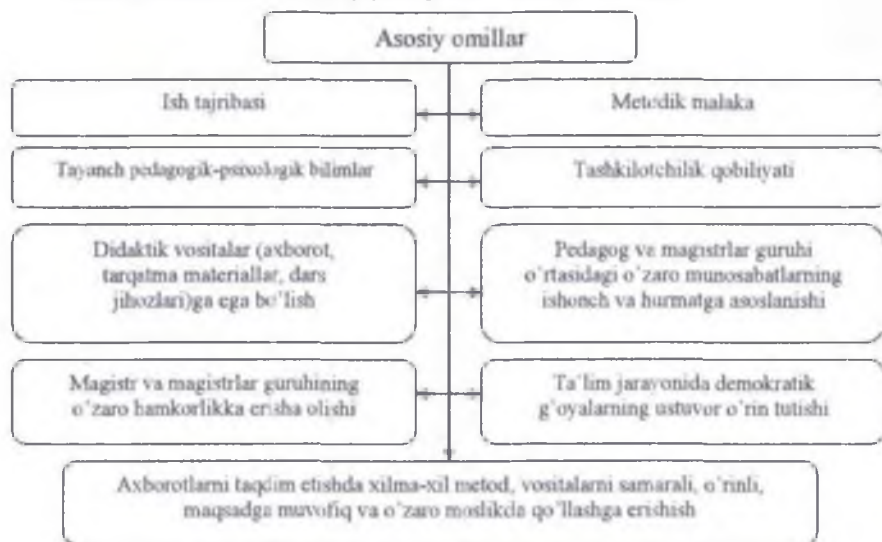 Asosiy omillar
Ish tajribasi
Metodik malaka
Tayanch pedagogik-psixologik bilimlar
Tashkilotchilik qobiliyati
Didaktik vositalar (axborot,
tarqatma materiallar, dars
jihozlari)ga ega bo‘lish
Pedagog va magistrlar guruhi
o‘rtasidagi o‘zaro munosabatlarning
ishonch va hurmatga asoslanishi
Magistr va magistrlar guruhining
o‘zaro hamkorlikka erisha olishi
Ta’lim jarayonida demokratik
g‘oyalarning ustuvor o‘rin tutishi
Axborotlarni taqdim etishda xilma-xil metod, vositalarni samarali, o‘rinli,
maqsadga muvofiq va o‘zaro moslikda qo‘llashga erishish